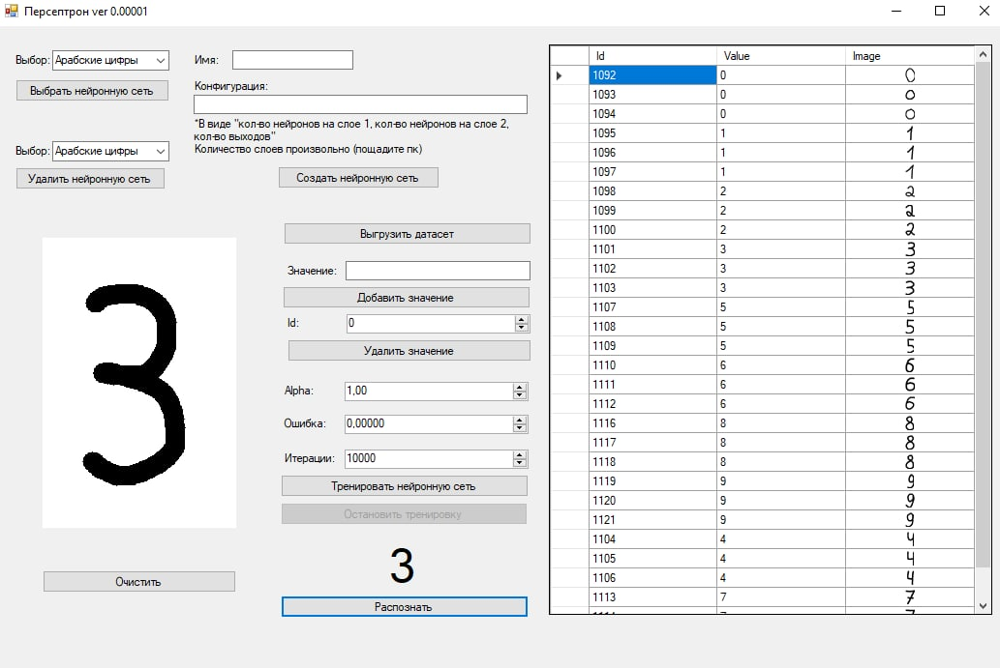 Персептрон ver 0.00001
Выбор: Арабские цифры
Выбрать нейронную сеть
Выбор: Арабские цифры
Удалить нейронную сеть
Имя:
Конфигурация:
*В виде "кол-во нейронов на слое 1, кол-во нейронов на слое 2,
кол-во выходов"
Количество слоев произвольно (пощадите пк)
Создать нейронную сеть
3
Очистить
Выгрузить датасет
Значение:
Добавить значение
Id: 0
Удалить значение
Alpha: 1,00
Ошибка: 0,00000
Итерации: 10000
Тренировать нейронную сеть
Остановить тренировку
3
Распознать
Id Value Image
1092 0 0
1093 0 0
1094 0 0
1095 1 1
1096 1 1
1097 1 1
1098 2 2
1099 2 2
1100 2 2
1101 3 3
1102 3 3
1103 3 3
1107 5 5
1108 5 5
1109 5 5
1110 6 6
1111 6 6
1112 6 6
1116 8 8
1117 8 8
1118 8 8
1119 9 9
1120 9 9
1121 9 9
1104 4 4
1105 4 4
1106 4 4
1113 7 7